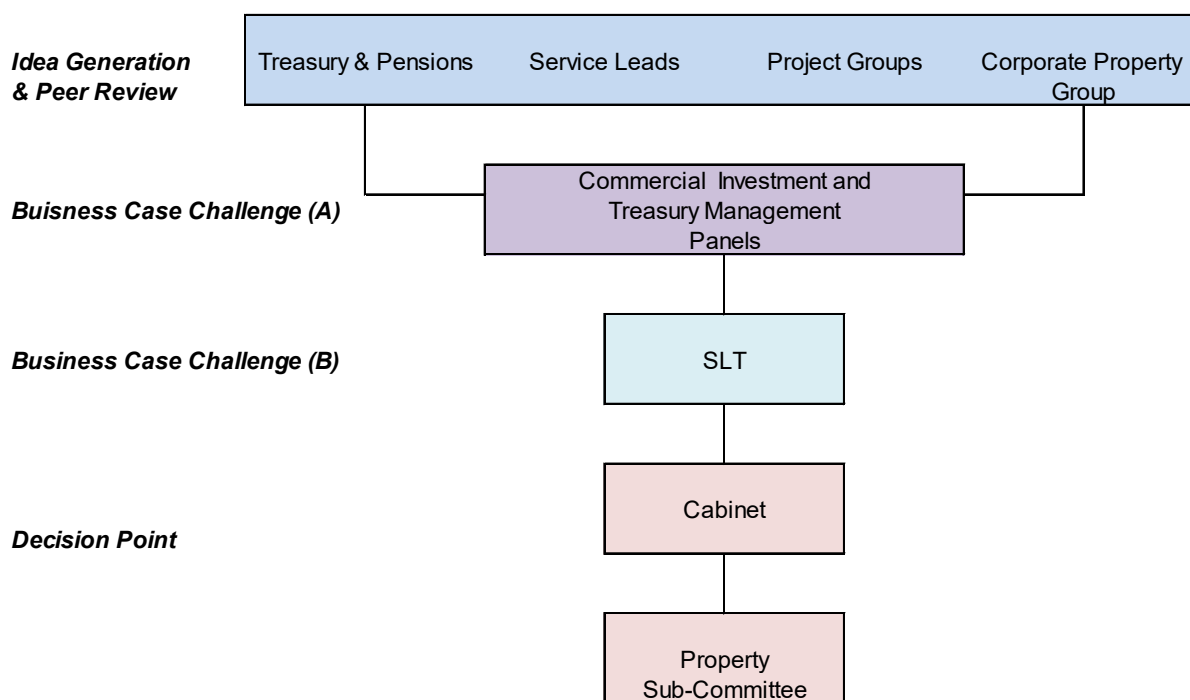 Idea Generation
& Peer Review
Treasury & Pensions
Service Leads
Project Groups
Corporate Property
Group
Buisness Case Challenge (A)
Commercial Investment and
Treasury Management
Panels
Business Case Challenge (B)
SLT
Decision Point
Cabinet
Property
Sub-Committee